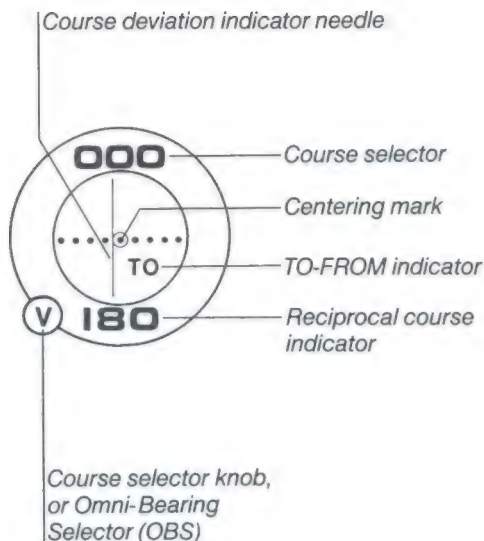 Course deviation indicator needle
000
Course selector
Centering mark
TO
TO-FROM indicator
V
180
Reciprocal course
indicator
Course selector knob,
or Omni-Bearing
Selector (OBS)